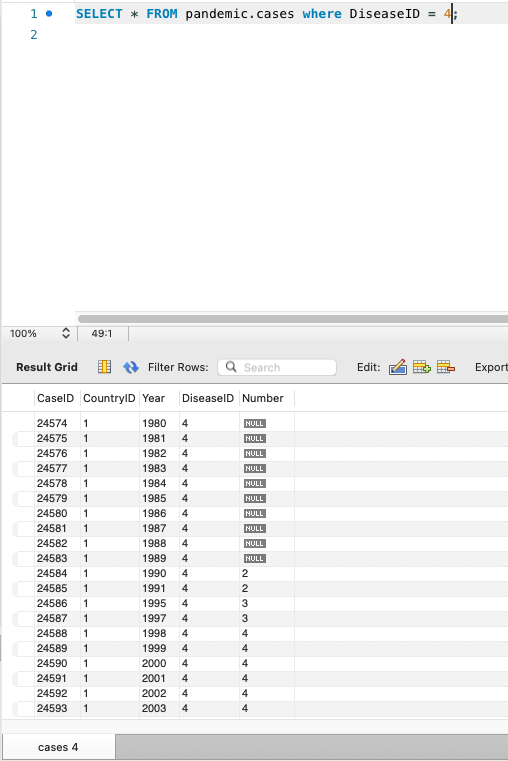 1 SELECT * FROM pandemic.cases where DiseaseID = 4;
2
100% 49:1
Result Grid Filter Rows: Search Edit: Export
CaseID CountryID Year DiseaseID Number
24574 1 1980 4 NULL
24575 1 1981 4 NULL
24576 1 1982 4 NULL
24577 1 1983 4 NULL
24578 1 1984 4 NULL
24579 1 1985 4 NULL
24580 1 1986 4 NULL
24581 1 1987 4 NULL
24582 1 1988 4 NULL
24583 1 1989 4 NULL
24584 1 1990 4 2
24585 1 1991 4 2
24586 1 1995 4 3
24587 1 1997 4 3
24588 1 1998 4 4
24589 1 1999 4 4
24590 1 2000 4 4
24591 1 2001 4 4
24592 1 2002 4 4
24593 1 2003 4 4
cases 4